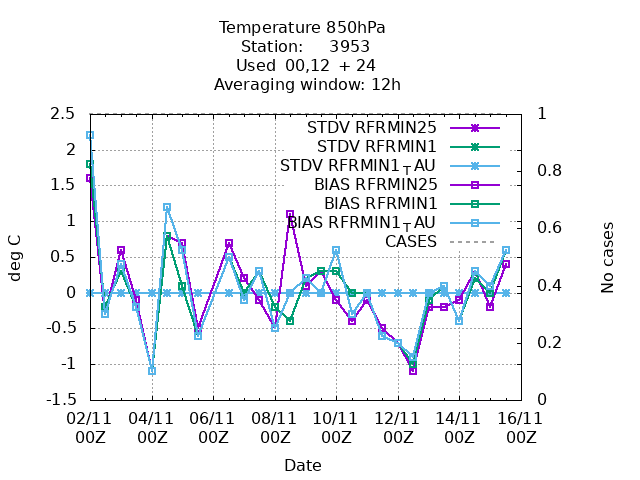 Temperature 850hPa
Station: 3953
Used 00,12 + 24
Averaging window: 12h
STDV RFRMIN25
STDV RFRMIN1TAU
STDV RFRMIN1
BIAS RFRMIN25
BIAS RFRMIN1
BIAS RFRMIN1TAU
CASES
2.5
2
1.5
1
0.5
0
-0.5
-1
-1.5
deg C
1
0.8
0.6
0.4
0.2
0
No cases
02/11 04/11 06/11 08/11 10/11 12/11 14/11 16/11
00Z 00Z 00Z 00Z 00Z 00Z 00Z 00Z
Date